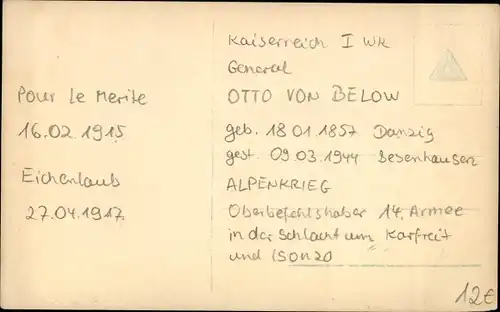 Pour Le Merite
16.02.1915
Eichenlaub
27.04.1917
Kaiserreich I WK
General
OTTO VON BELOW
geb. 18 01.1857 Danzig
gest. 09.03.1944 Besenhausen
ALPENKRIEG
Oberbefehlshaber 14. Armee
in der Schlacht um Karfreit
und ISONZO
12€